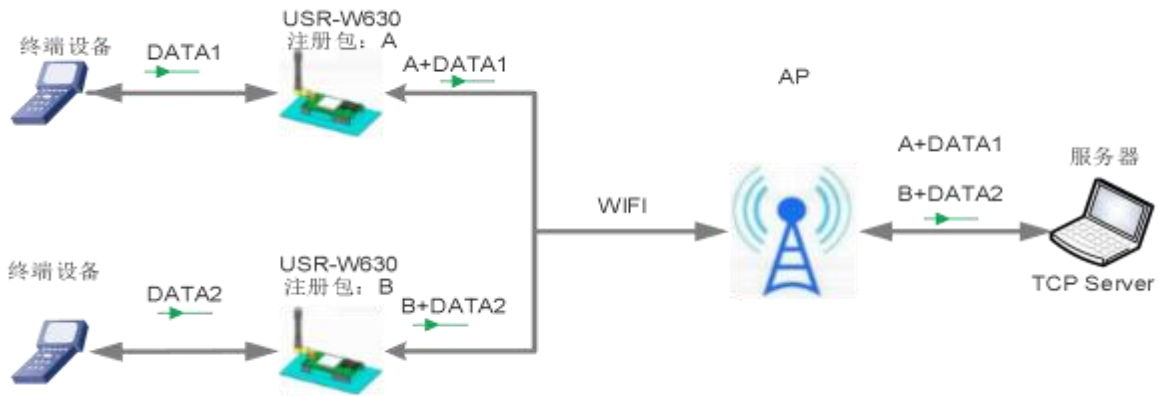 终端设备
DATA1
USR-W630
注册包：A
A+DATA1
AP
A+DATA1
B+DATA2
服务器
TCP Server
WIFI
终端设备
DATA2
USR-W630
注册包：B
B+DATA2